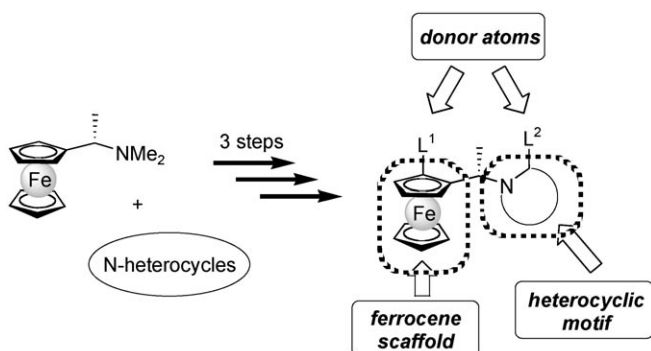 donor atoms
L¹
L²
NMe₂
3 steps
N
Fe
Fe
+
N-heterocycles
ferrocene
scaffold
heterocyclic
motif